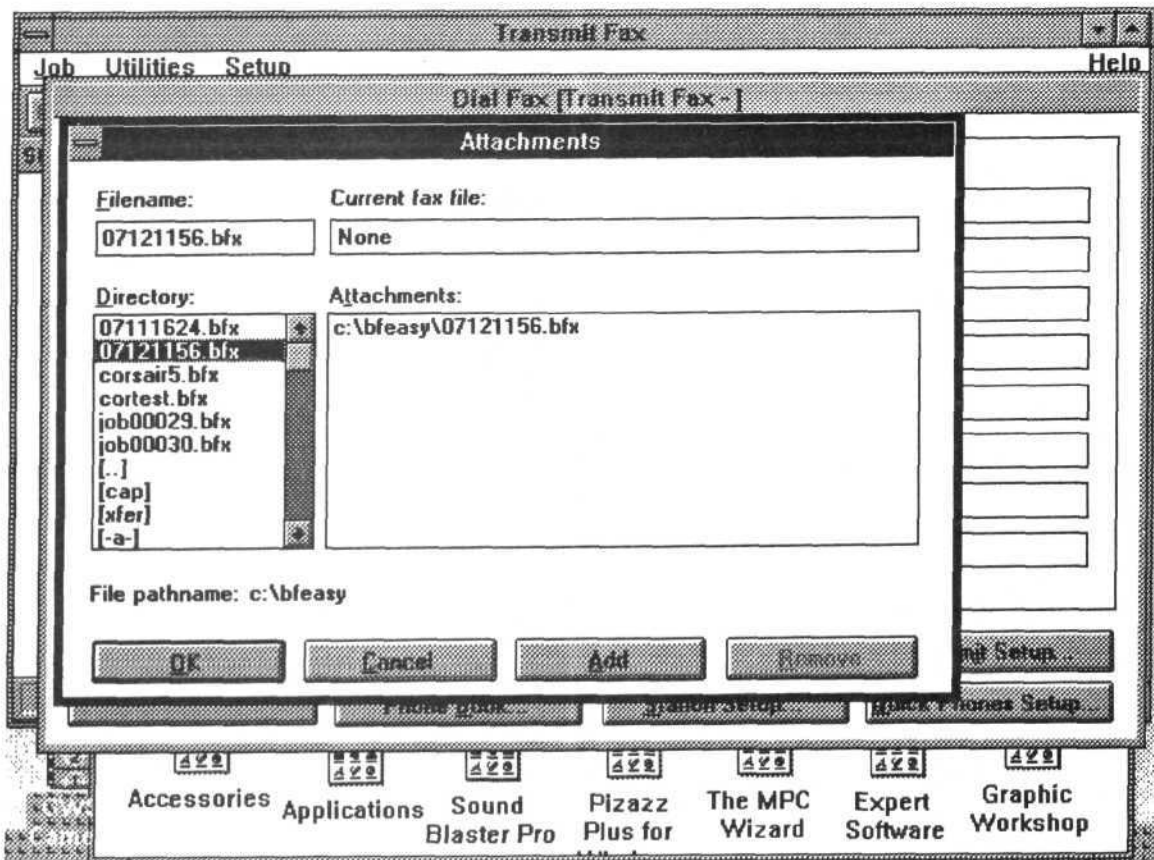 Transmit Fax
Job Utilities Setup Help
Dial Fax [Transmit Fax - ]
Attachments
Filename:
07121156.bfx
Current fax file:
None
Directory:
07111624.bfx
07121156.bfx
corsair5.bfx
cortest.bfx
job00029.bfx
job00030.bfx
[..]
[cap]
[xfer]
[-a-]
Attachments:
c:\bfeasy\07121156.bfx
File pathname: c:\bfeasy
OK Cancel Add Remove
Setup...
Phone Book... Station Setup... Quick Phones Setup...
Accessories
Applications
Sound
Blaster Pro
Pizazz
Plus for
The MPC
Wizard
Expert
Software
Graphic
Workshop